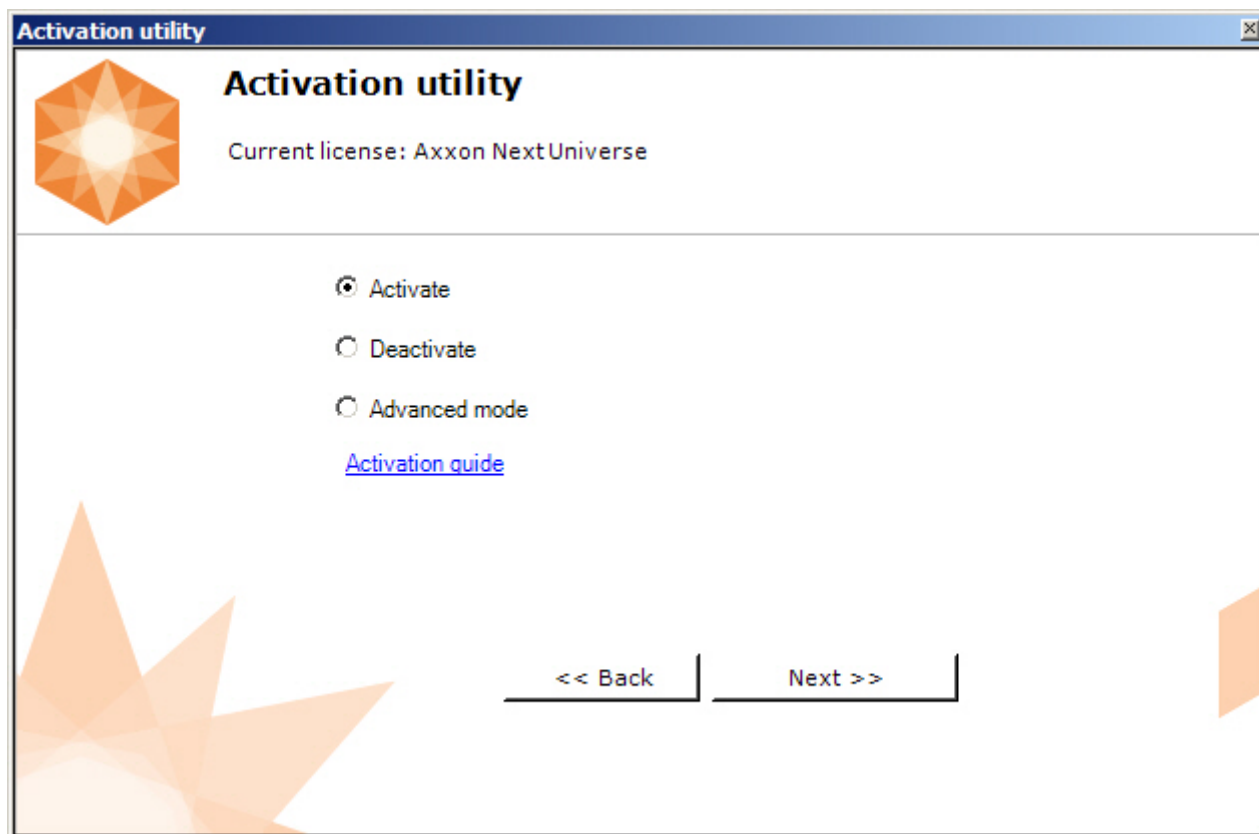 Activation utility
Activation utility
Current license: Axxon Next Universe
Activate
Deactivate
Advanced mode
Activation guide
<< Back
Next >>